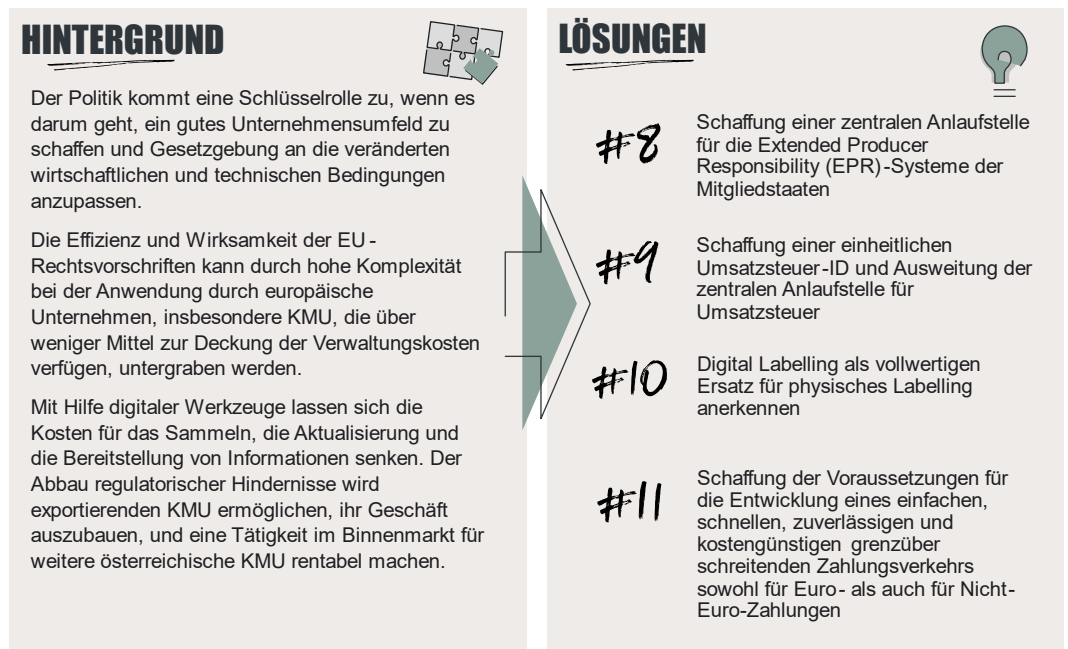 HINTERGRUND
Der Politik kommt eine Schlüsselrolle zu, wenn es
darum geht, ein gutes Unternehmensumfeld zu
schaffen und Gesetzgebung an die veränderten
wirtschaftlichen und technischen Bedingungen
anzupassen.
Die Effizienz und Wirksamkeit der EU-
Rechtsvorschriften kann durch hohe Komplexität
bei der Anwendung durch europäische
Unternehmen, insbesondere KMU, die über
weniger Mittel zur Deckung der Verwaltungskosten
verfügen, untergraben werden.
Mit Hilfe digitaler Werkzeuge lassen sich die
Kosten für das Sammeln, die Aktualisierung und
die Bereitstellung von Informationen senken. Der
Abbau regulatorischer Hindernisse wird
exportierenden KMU ermöglichen, ihr Geschäft
auszubauen, und eine Tätigkeit im Binnenmarkt für
weitere österreichische KMU rentabel machen.
LÖSUNGEN
#8
Schaffung einer zentralen Anlaufstelle
für die Extended Producer
Responsibility (EPR)-Systeme der
Mitgliedstaaten
#9
Schaffung einer einheitlichen
Umsatzsteuer-ID und Ausweitung der
zentralen Anlaufstelle für
Umsatzsteuer
#10
Digital Labelling als vollwertigen
Ersatz für physisches Labelling
anerkennen
#11
Schaffung der Voraussetzungen für
die Entwicklung eines einfachen,
schnellen, zuverlässigen und
kostengünstigen grenzüber
schreitenden Zahlungsverkehrs
sowohl für Euro- als auch für Nicht-
Euro-Zahlungen